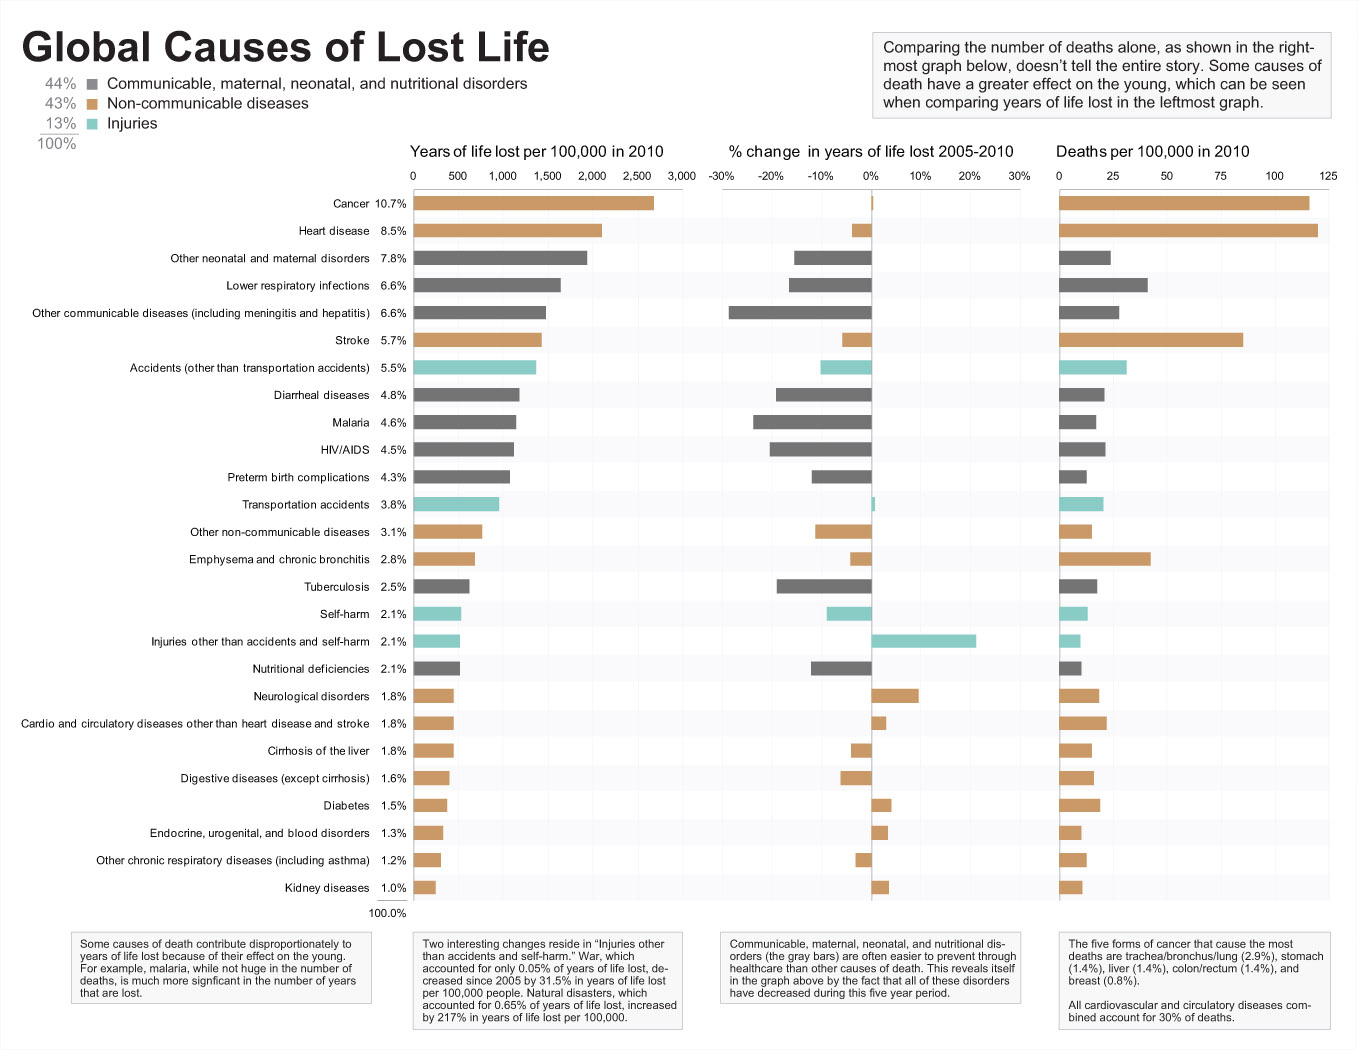 Global Causes of Lost Life
44% Communicable, maternal, neonatal, and nutritional disorders
43% Non-communicable diseases
13% Injuries
100%
Comparing the number of deaths alone, as shown in the right-
most graph below, doesn’t tell the entire story. Some causes of
death have a greater effect on the young, which can be seen
when comparing years of life lost in the leftmost graph.
Years of life lost per 100,000 in 2010
% change in years of life lost 2005-2010
Deaths per 100,000 in 2010
0 500 1,000 1,500 2,000 2,500 3,000
-30% -20% -10% 0% 10% 20% 30%
0 25 50 75 100 125
Cancer 10.7%
Heart disease 8.5%
Other neonatal and maternal disorders 7.8%
Lower respiratory infections 6.6%
Other communicable diseases (including meningitis and hepatitis) 6.6%
Stroke 5.7%
Accidents (other than transportation accidents) 5.5%
Diarrheal diseases 4.8%
Malaria 4.6%
HIV/AIDS 4.5%
Preterm birth complications 4.3%
Transportation accidents 3.8%
Other non-communicable diseases 3.1%
Emphysema and chronic bronchitis 2.8%
Tuberculosis 2.5%
Self-harm 2.1%
Injuries other than accidents and self-harm 2.1%
Nutritional deficiencies 2.1%
Neurological disorders 1.8%
Cardio and circulatory diseases other than heart disease and stroke 1.8%
Cirrhosis of the liver 1.8%
Digestive diseases (except cirrhosis) 1.6%
Diabetes 1.5%
Endocrine, urogenital, and blood disorders 1.3%
Other chronic respiratory diseases (including asthma) 1.2%
Kidney diseases 1.0%
100.0%
Some causes of death contribute disproportionately to
years of life lost because of their effect on the young.
For example, malaria, while not huge in the number of
deaths, is much more signficant in the number of years
that are lost.
Two interesting changes reside in “Injuries other
than accidents and self-harm.” War, which
accounted for only 0.05% of years of life lost, de-
creased since 2005 by 31.5% in years of life lost
per 100,000 people. Natural disasters, which
accounted for 0.65% of years of life lost, increased
by 217% in years of life lost per 100,000.
Communicable, maternal, neonatal, and nutritional dis-
orders (the gray bars) are often easier to prevent through
healthcare than other causes of death. This reveals itself
in the graph above by the fact that all of these disorders
have decreased during this five year period.
The five forms of cancer that cause the most
deaths are trachea/bronchus/lung (2.9%), stomach
(1.4%), liver (1.4%), colon/rectum (1.4%), and
breast (0.8%).
All cardiovascular and circulatory diseases com-
bined account for 30% of deaths.